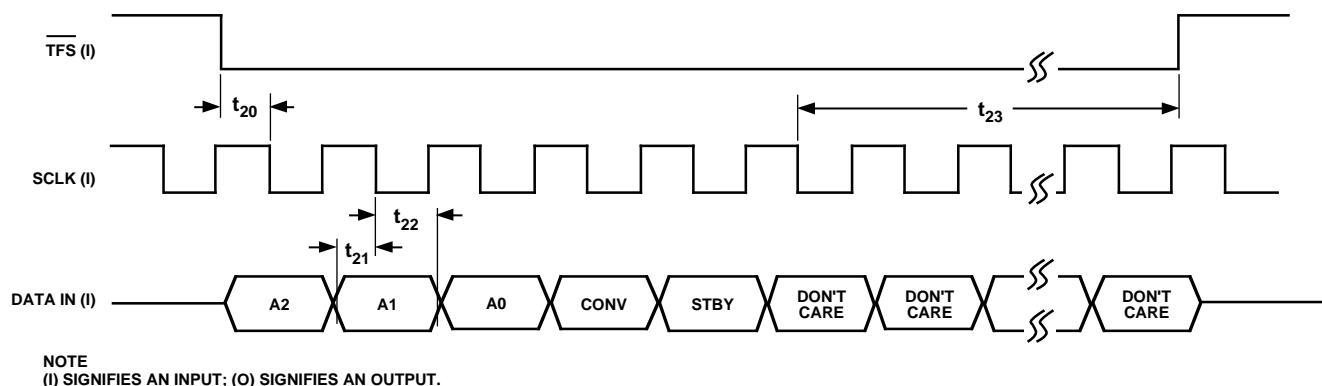 TFS (I)
t20
t23
SCLK (I)
t22
t21
DATA IN (I)
A2
A1
A0
CONV
STBY
DON'T
CARE
DON'T
CARE
DON'T
CARE
NOTE
(I) SIGNIFIES AN INPUT; (O) SIGNIFIES AN OUTPUT.